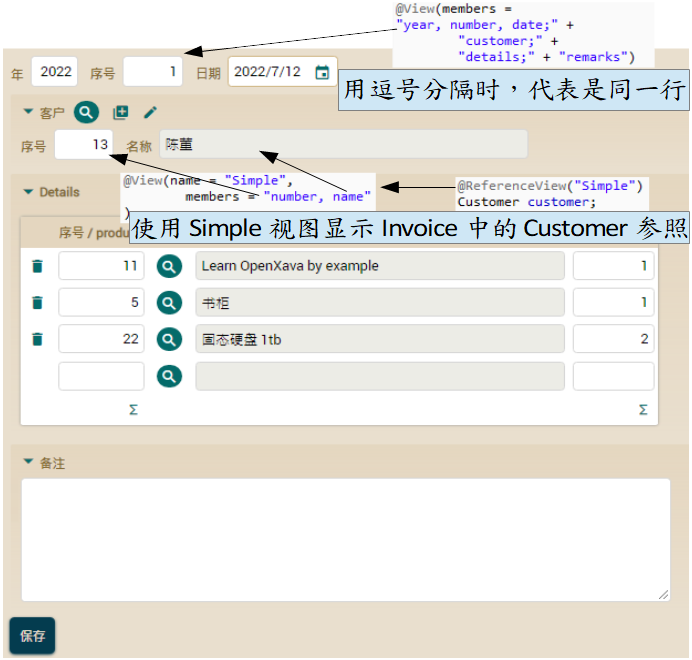 @View(members =
"year, number, date;" +
"customer;" +
"details;" + "remarks")
年 2022 序号 1 日期 2022/7/12
用逗号分隔时，代表是同一行
客户
序号 13 名称 陈董
@View(name = "Simple",
members = "number, name"
)
@ReferenceView("Simple")
Customer customer;
Details
使用 Simple 视图显示 Invoice 中的 Customer 参照
序号 / produ
11 Learn OpenXava by example 1
5 书柜 1
22 固态硬盘 1tb 2
Σ Σ
备注
保存